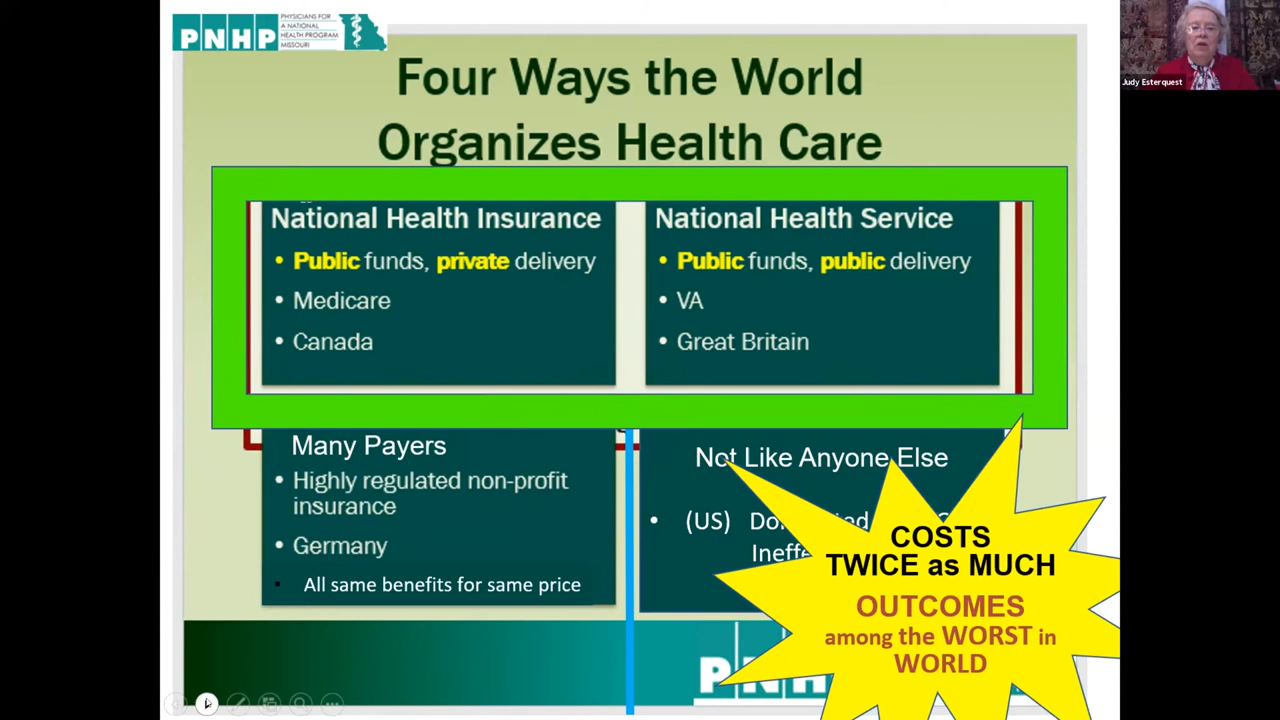 PNHP
PHYSICIANS FOR
A NATIONAL
HEALTH PROGRAM
MISSOURI
Judy Esterquest
Four Ways the World
Organizes Health Care
National Health Insurance
• Public funds, private delivery
• Medicare
• Canada
National Health Service
• Public funds, public delivery
• VA
• Great Britain
Many Payers
• Highly regulated non-profit
insurance
• Germany
• All same benefits for same price
Not Like Anyone Else
• (US)
COSTS
TWICE as MUCH
OUTCOMES
among the WORST in
WORLD
PNH